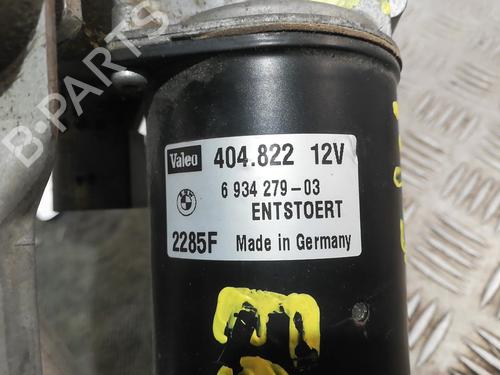 B-PARTS
Valeo 404.822 12V
6 934 279-03
ENTSTOERT
2285F Made in Germany